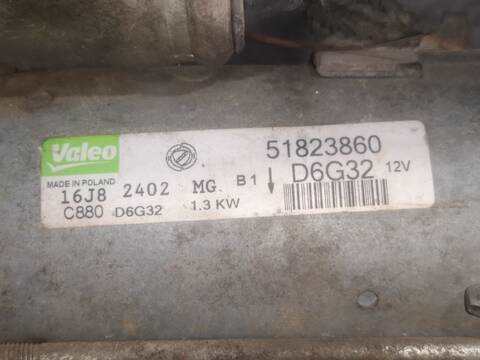 Valeo
51823860
MADE IN POLAND
D6G32 12V
16J8 2402 MG. B1
C880 D6G32 1.3 KW